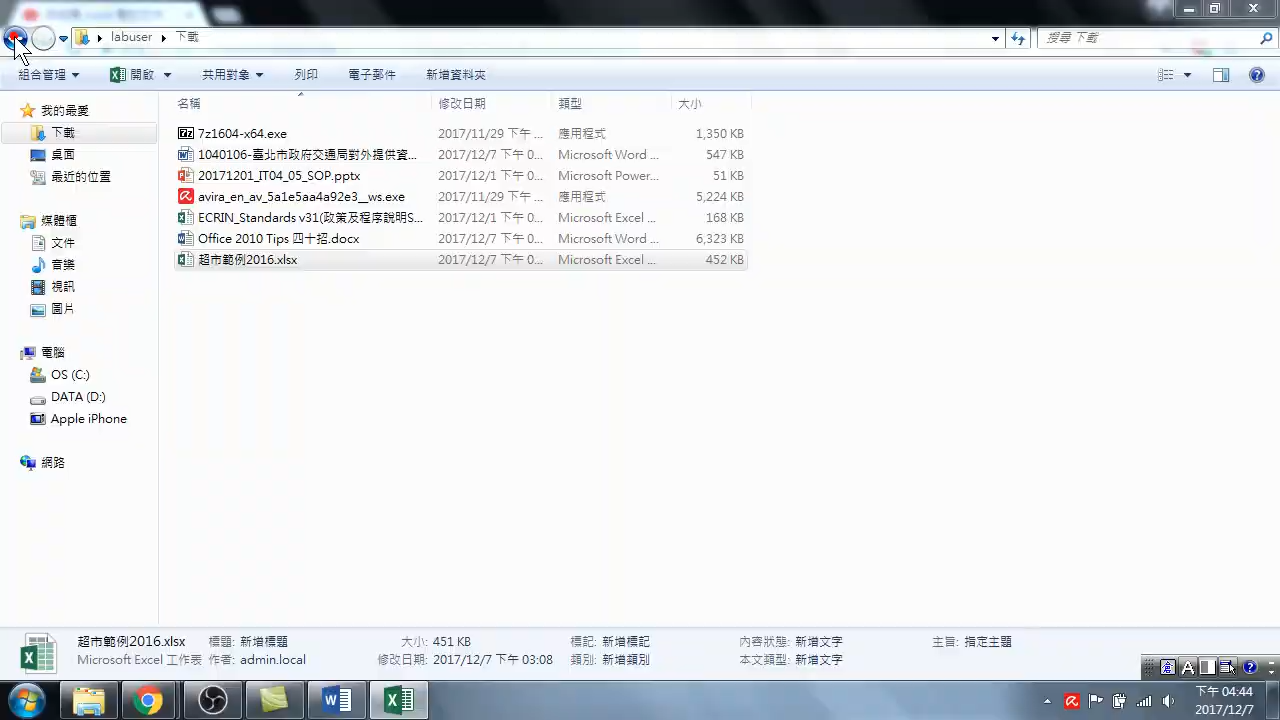 labuser 下載
搜尋 下載
組合管理 開啟 共用對象 列印 電子郵件 新增資料夾
名稱 修改日期 類型 大小
我的最愛
下載
桌面
最近的位置
媒體櫃
文件
音樂
視訊
圖片
電腦
OS (C:)
DATA (D:)
Apple iPhone
網路
7z1604-x64.exe 2017/11/29 下午 ... 應用程式 1,350 KB
1040106-臺北市政府交通局對外提供資... 2017/12/7 下午 0... Microsoft Word ... 547 KB
20171201_IT04_05_SOP.pptx 2017/12/1 下午 0... Microsoft Power... 51 KB
avira_en_av_5a1e5aa4a92e3__ws.exe 2017/11/29 下午 ... 應用程式 5,224 KB
ECRIN_Standards v31(政策及程序說明S... 2017/12/1 下午 0... Microsoft Excel ... 168 KB
Office 2010 Tips 四十招.docx 2017/12/7 下午 0... Microsoft Word ... 6,323 KB
超市範例2016.xlsx 2017/12/7 下午 0... Microsoft Excel ... 452 KB
超市範例2016.xlsx 標題: 新增標題 大小: 451 KB 標記: 新增標記 內容狀態: 新增文字 主旨: 指定主題
Microsoft Excel 工作表 作者: admin.local 修改日期: 2017/12/7 下午 03:08 類別: 新增類別 本文類型: 新增文字
下午 04:44
2017/12/7